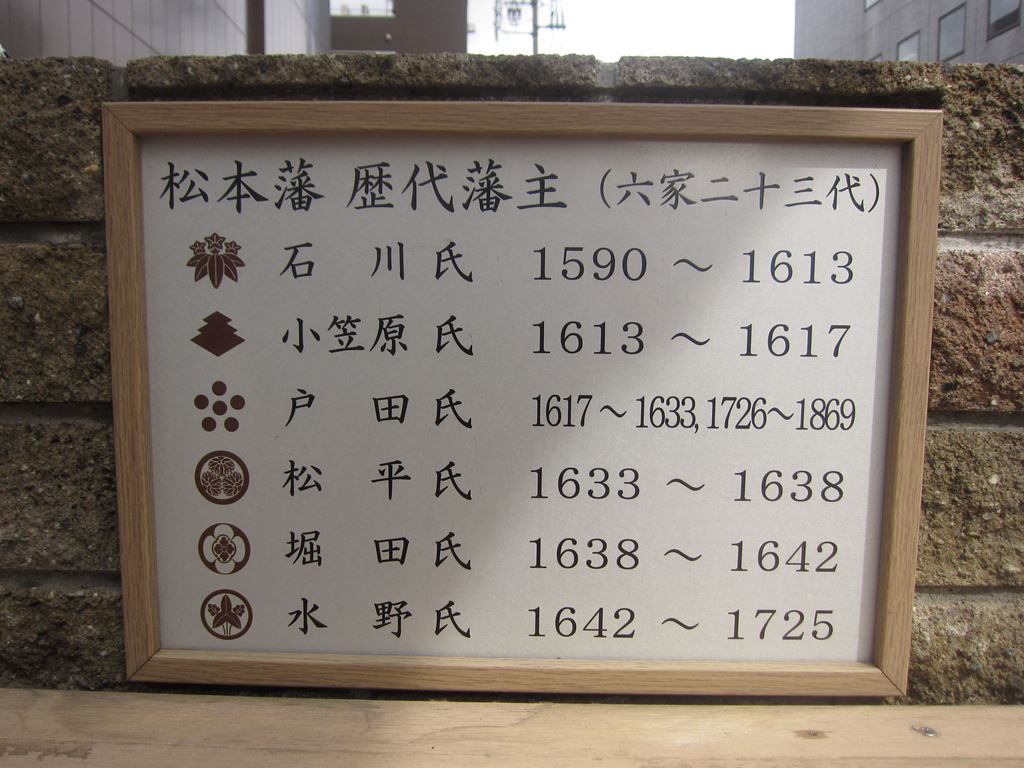 松本藩 歴代藩主（六家二十三代）
石川氏 1590 ～ 1613
小笠原氏 1613 ～ 1617
戸田氏 1617～1633,1726～1869
松平氏 1633 ～ 1638
堀田氏 1638 ～ 1642
水野氏 1642 ～ 1725